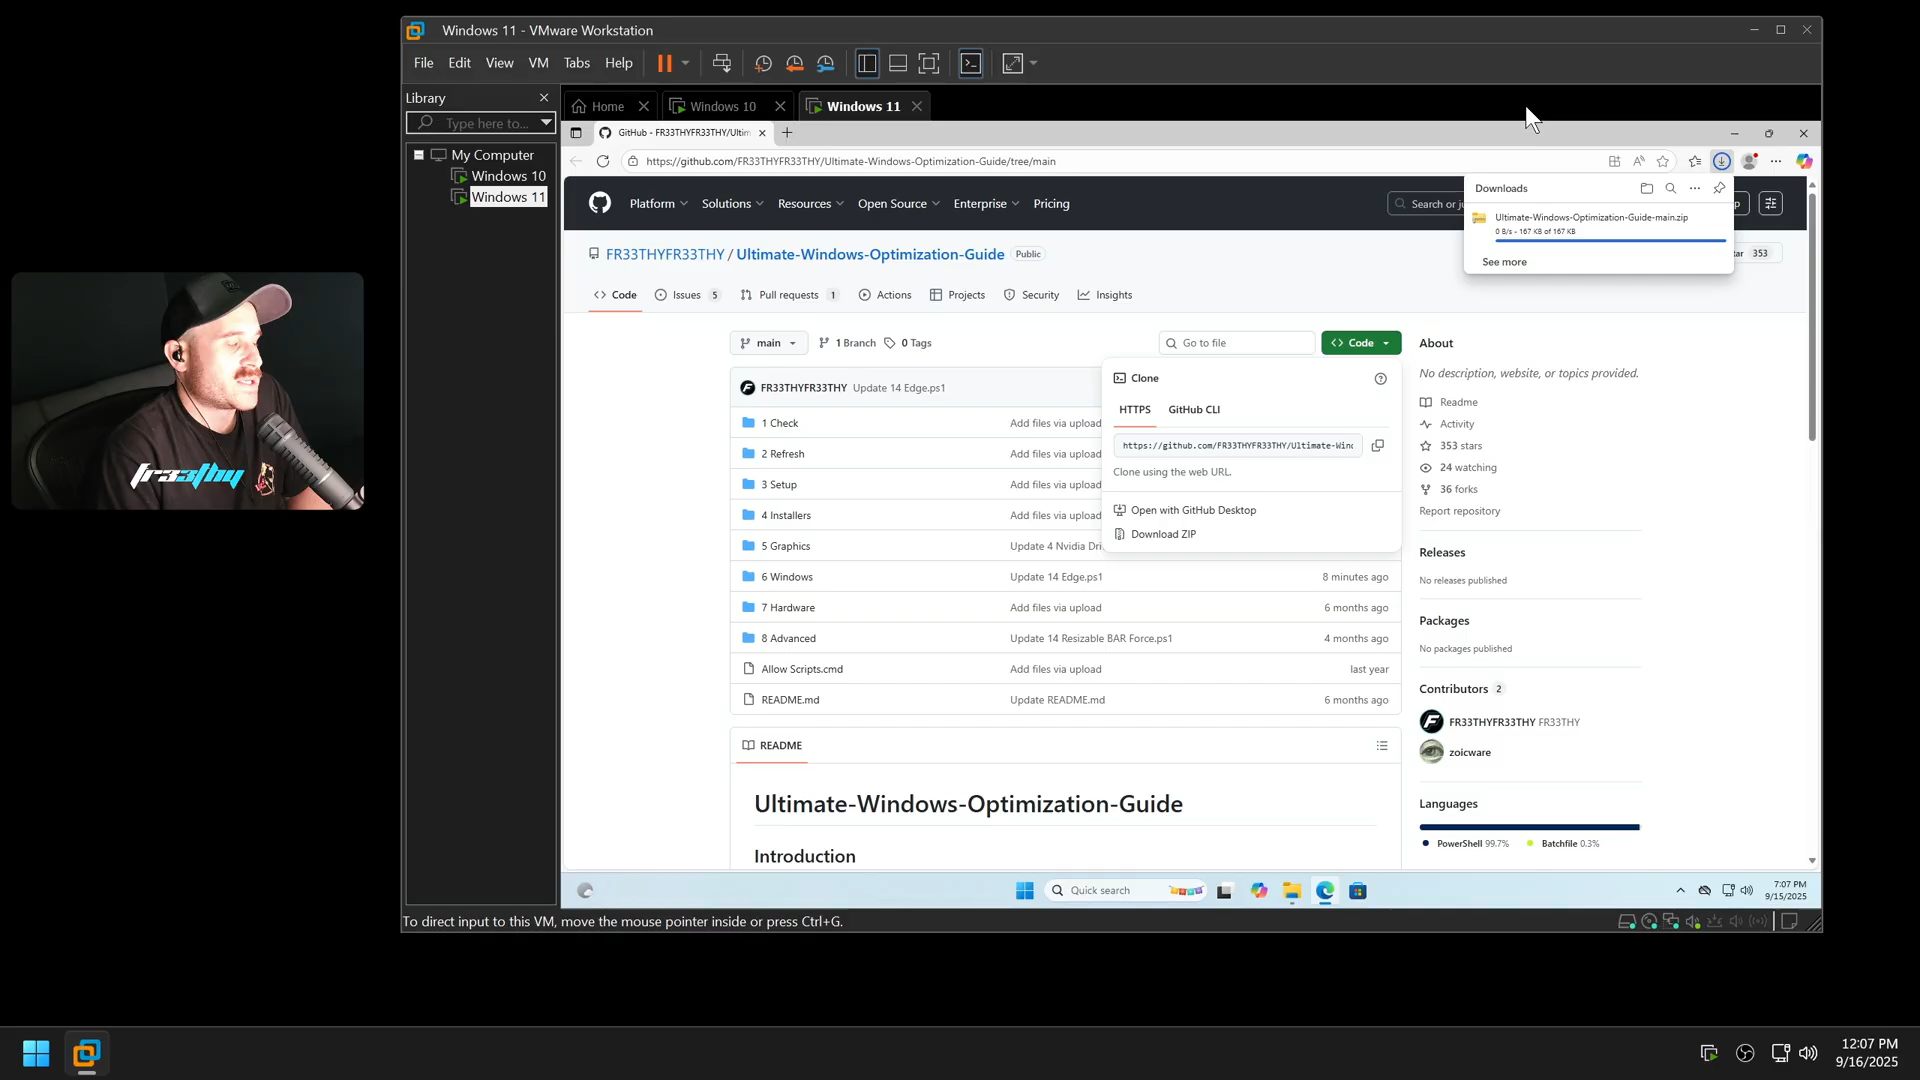 Windows 11 - VMware Workstation
File Edit View VM Tabs Help
Library
Type here to...
My Computer
Windows 10
Windows 11
Home
Windows 10
Windows 11
GitHub - FR33THYFR33THY/Ultim
https://github.com/FR33THYFR33THY/Ultimate-Windows-Optimization-Guide/tree/main
Platform Solutions Resources Open Source Enterprise Pricing
Search or ju
Downloads
Ultimate-Windows-Optimization-Guide-main.zip
0 B/s - 167 KB of 167 KB
See more
FR33THYFR33THY / Ultimate-Windows-Optimization-Guide Public
tar 353
Code Issues 5 Pull requests 1 Actions Projects Security Insights
main 1 Branch 0 Tags
Go to file
Code
Clone
HTTPS GitHub CLI
https://github.com/FR33THYFR33THY/Ultimate-Wind
Clone using the web URL.
Open with GitHub Desktop
Download ZIP
FR33THYFR33THY Update 14 Edge.ps1
1 Check Add files via upload
2 Refresh Add files via upload
3 Setup Add files via upload
4 Installers Add files via upload
5 Graphics Update 4 Nvidia Dri
6 Windows Update 14 Edge.ps1 8 minutes ago
7 Hardware Add files via upload 6 months ago
8 Advanced Update 14 Resizable BAR Force.ps1 4 months ago
Allow Scripts.cmd Add files via upload last year
README.md Update README.md 6 months ago
README
Ultimate-Windows-Optimization-Guide
Introduction
About
No description, website, or topics provided.
Readme
Activity
353 stars
24 watching
36 forks
Report repository
Releases
No releases published
Packages
No packages published
Contributors 2
FR33THYFR33THY FR33THY
zoicware
Languages
PowerShell 99.7% Batchfile 0.3%
Quick search
7:07 PM
9/15/2025
To direct input to this VM, move the mouse pointer inside or press Ctrl+G.
fr33thy
12:07 PM
9/16/2025